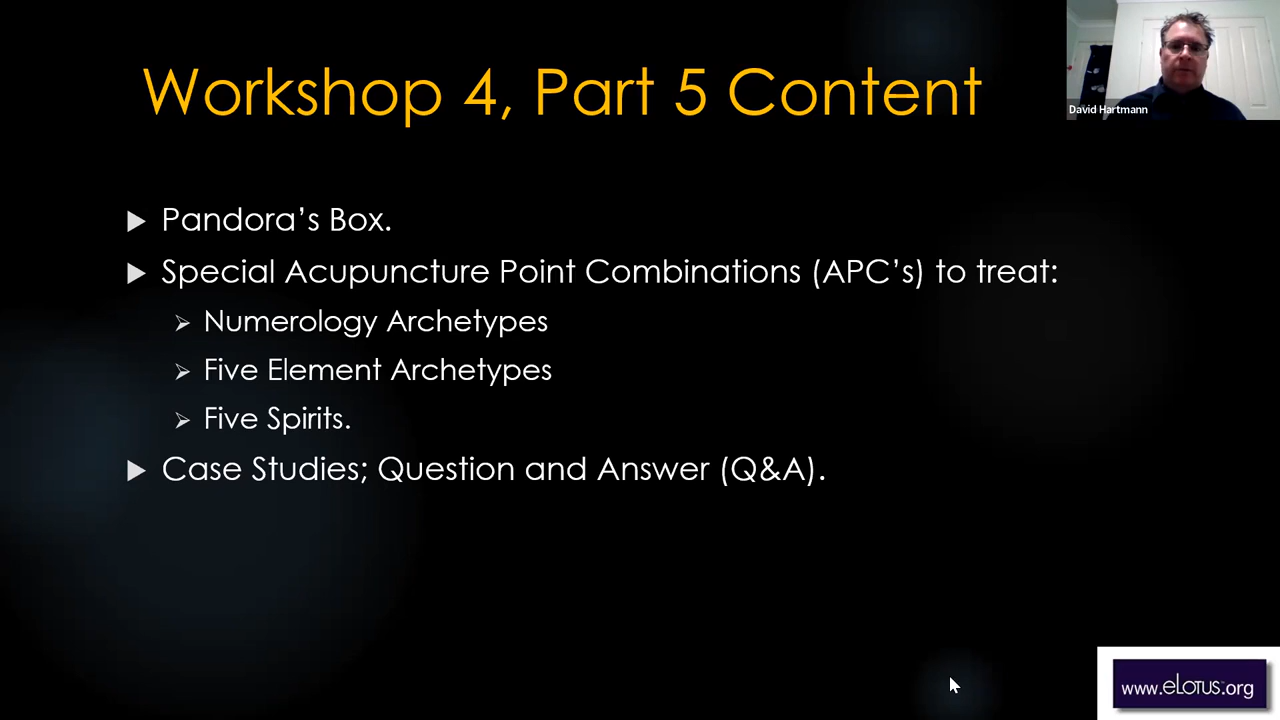 Workshop 4, Part 5 Content
David Hartmann
Pandora’s Box.
Special Acupuncture Point Combinations (APC’s) to treat:
Numerology Archetypes
Five Element Archetypes
Five Spirits.
Case Studies; Question and Answer (Q&A).
www.eLotus.org